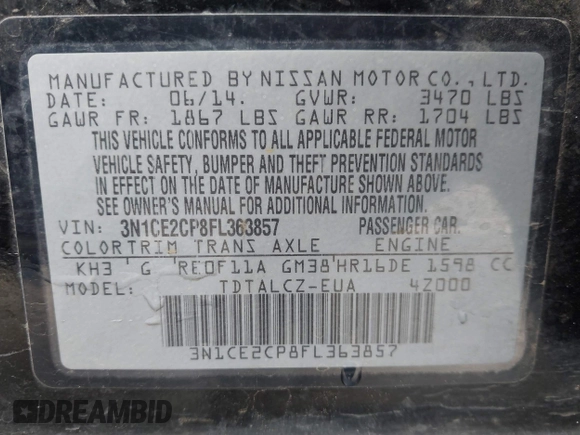 MANUFACTURED BY NISSAN MOTOR CO., LTD.
DATE: 06/14. GVWR: 3470 LBS
GAWR FR: 1867 LBS GAWR RR: 1704 LBS
THIS VEHICLE CONFORMS TO ALL APPLICABLE FEDERAL MOTOR
VEHICLE SAFETY, BUMPER AND THEFT PREVENTION STANDARDS
IN EFFECT ON THE DATE OF MANUFACTURE SHOWN ABOVE.
SEE OWNER'S MANUAL FOR ADDITIONAL INFORMATION.
VIN: 3N1CE2CP8FL363857 PASSENGER CAR.
COLOR TRIM TRANS AXLE ENGINE
KH3 G RE0F11A GM38 HR16DE 1598 CC
MODEL: TDTALCZ-EUA 4Z000
3N1CE2CP8FL363857
DREAMBID